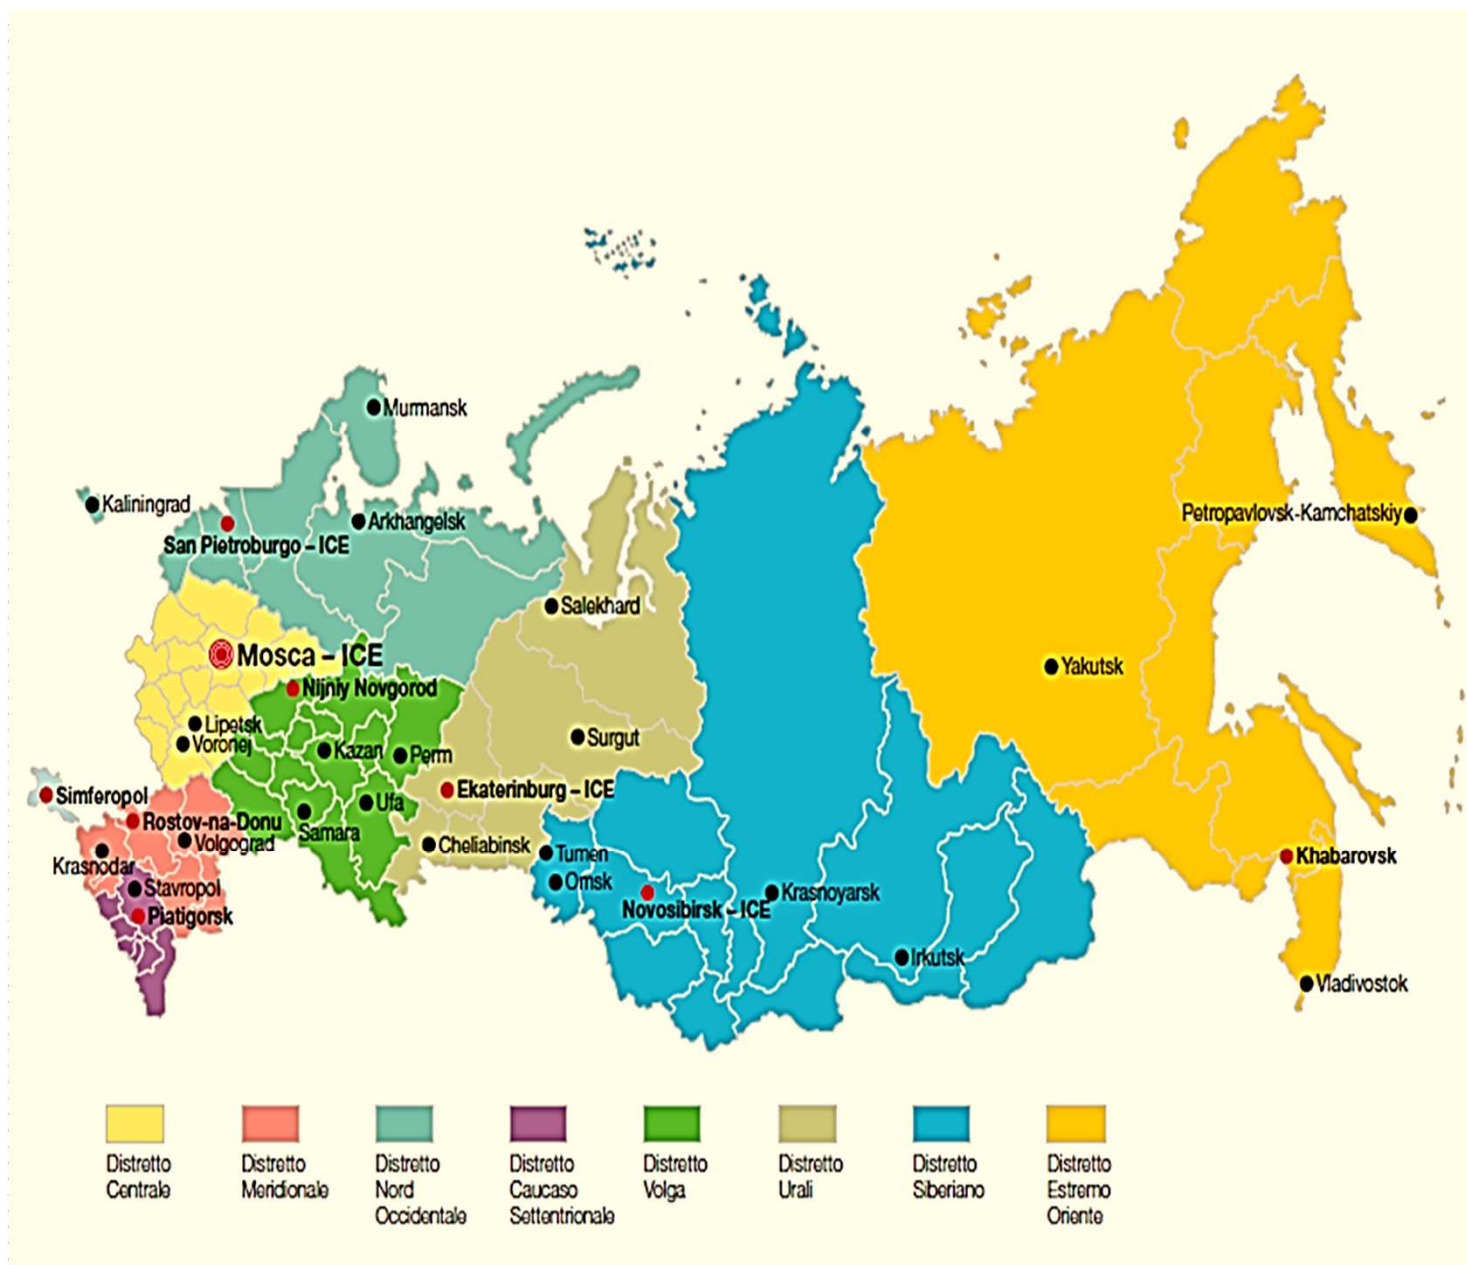 Murmansk
Kaliningrad
Arkhangelsk
Petropavlovsk-Kamchatskiy
San Pietroburgo – ICE
Salekhard
Mosca – ICE
Yakutsk
Nijniy Novgorod
Lipetsk
Surgut
Voronej
Kazan
Perm
Ekaterinburg – ICE
Simferopol
Ufa
Rostov-na-Donu
Samara
Volgograd
Cheliabinsk
Tumen
Khabarovsk
Krasnodar
Omsk
Stavropol
Krasnoyarsk
Novosibirsk – ICE
Piatigorsk
Irkutsk
Vladivostok
Distretto
Centrale
Distretto
Meridionale
Distretto
Nord
Occidentale
Distretto
Caucaso
Settentrionale
Distretto
Volga
Distretto
Urali
Distretto
Siberiano
Distretto
Estremo
Oriente